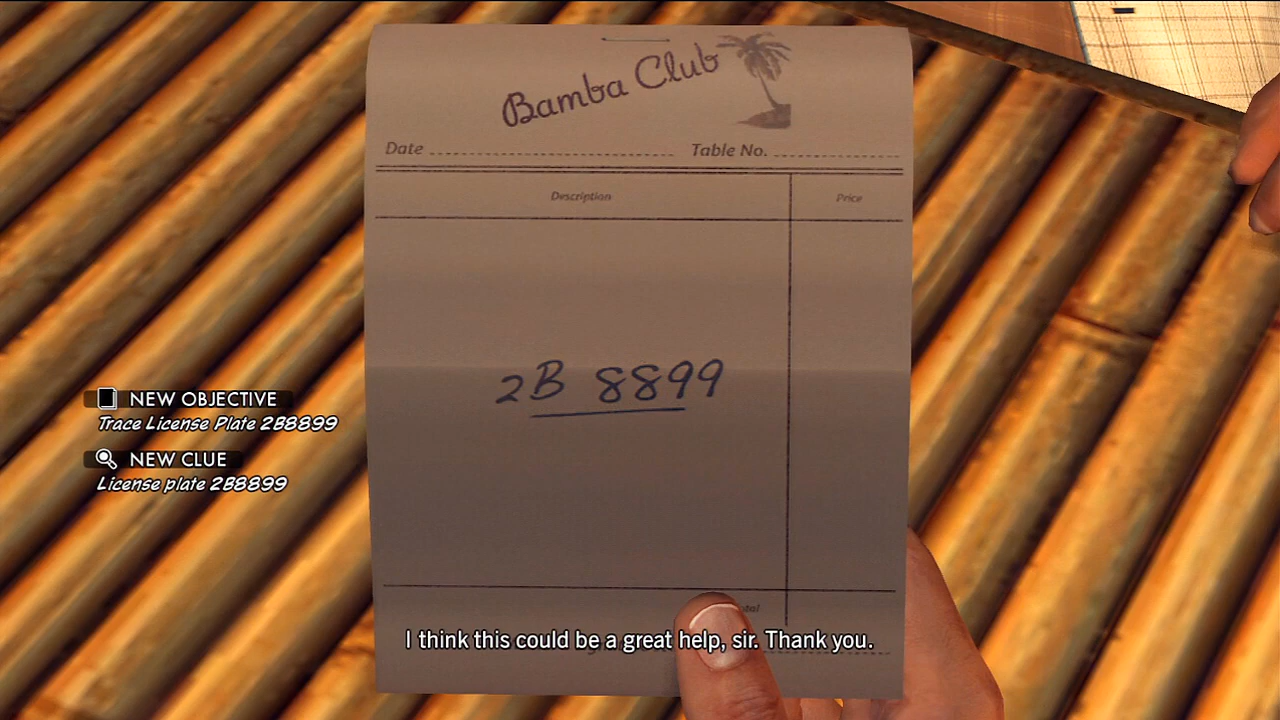 Bamba Club
Date
Table No.
Description
Price
2B 8899
NEW OBJECTIVE
Trace License Plate 2B8899
NEW CLUE
License plate 2B8899
I think this could be a great help, sir. Thank you.